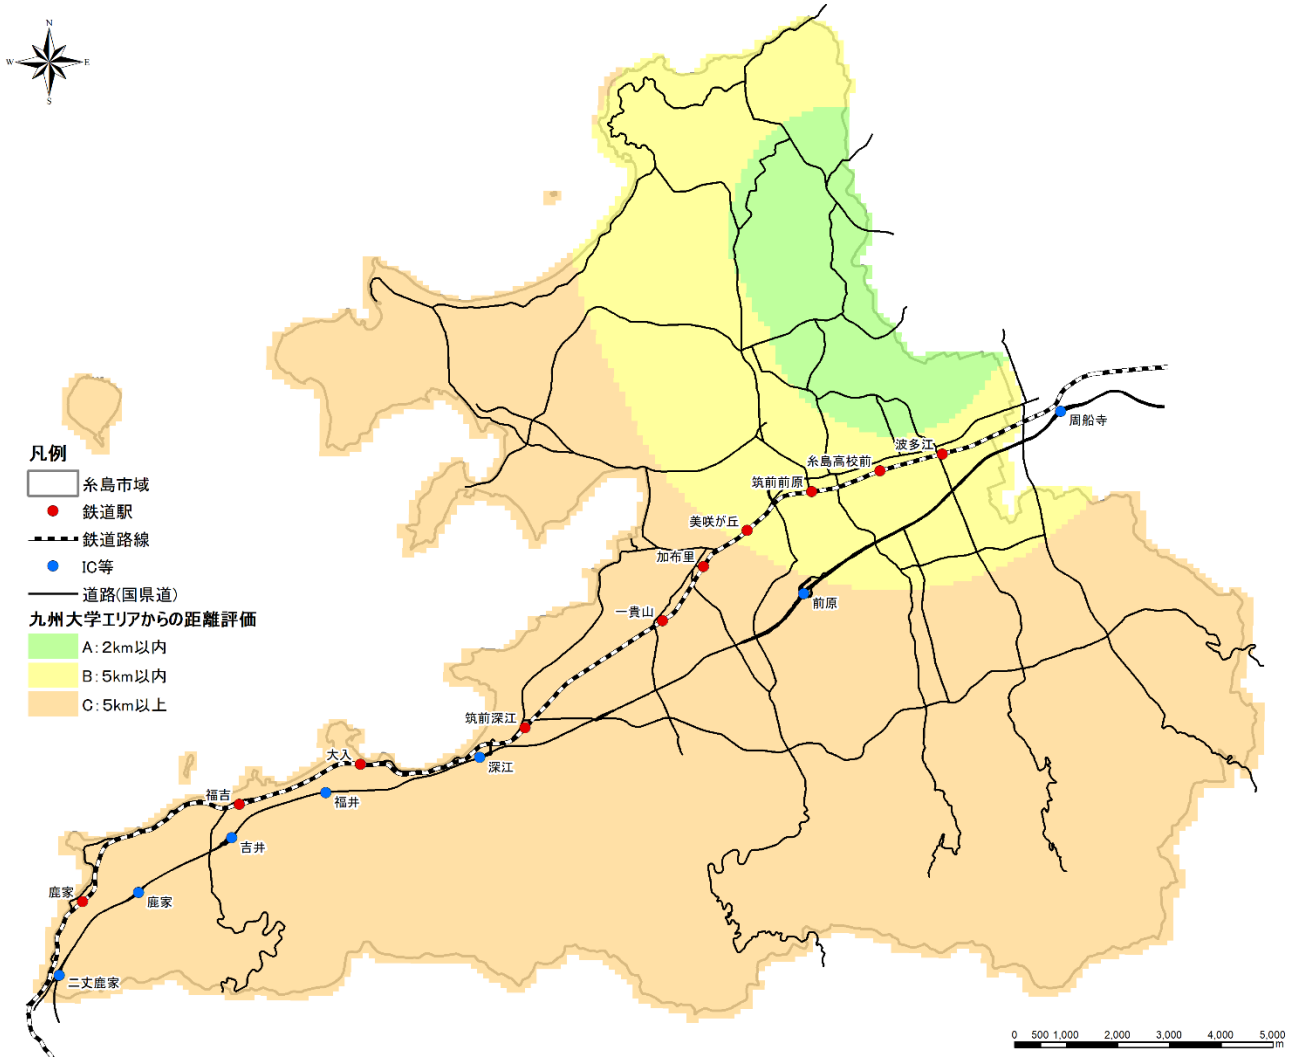 N
W
E
S
周船寺
波多江
糸島高校前
筑前前原
美咲が丘
加布里
前原
一貴山
筑前深江
深江
大入
福井
福吉
吉井
鹿家
鹿家
二丈鹿家
凡例
糸島市域
鉄道駅
鉄道路線
IC等
道路(国県道)
九州大学エリアからの距離評価
A:2km以内
B:5km以内
C:5km以上
0 500 1,000 2,000 3,000 4,000 5,000
m